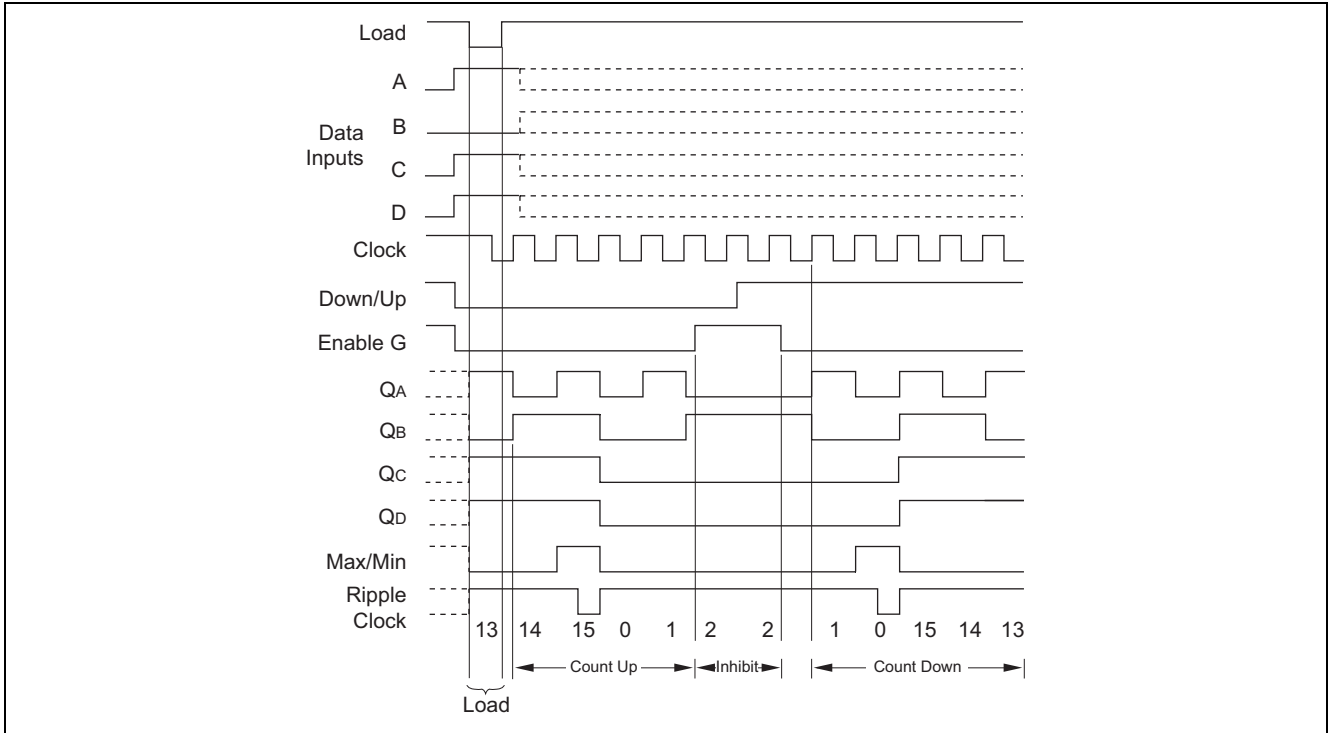 Load
A
Data
Inputs
B
C
D
Clock
Down/Up
Enable G
QA
QB
QC
QD
Max/Min
Ripple
Clock
13 14 15 0 1 2 2 1 0 15 14 13
Count Up Inhibit Count Down
Load